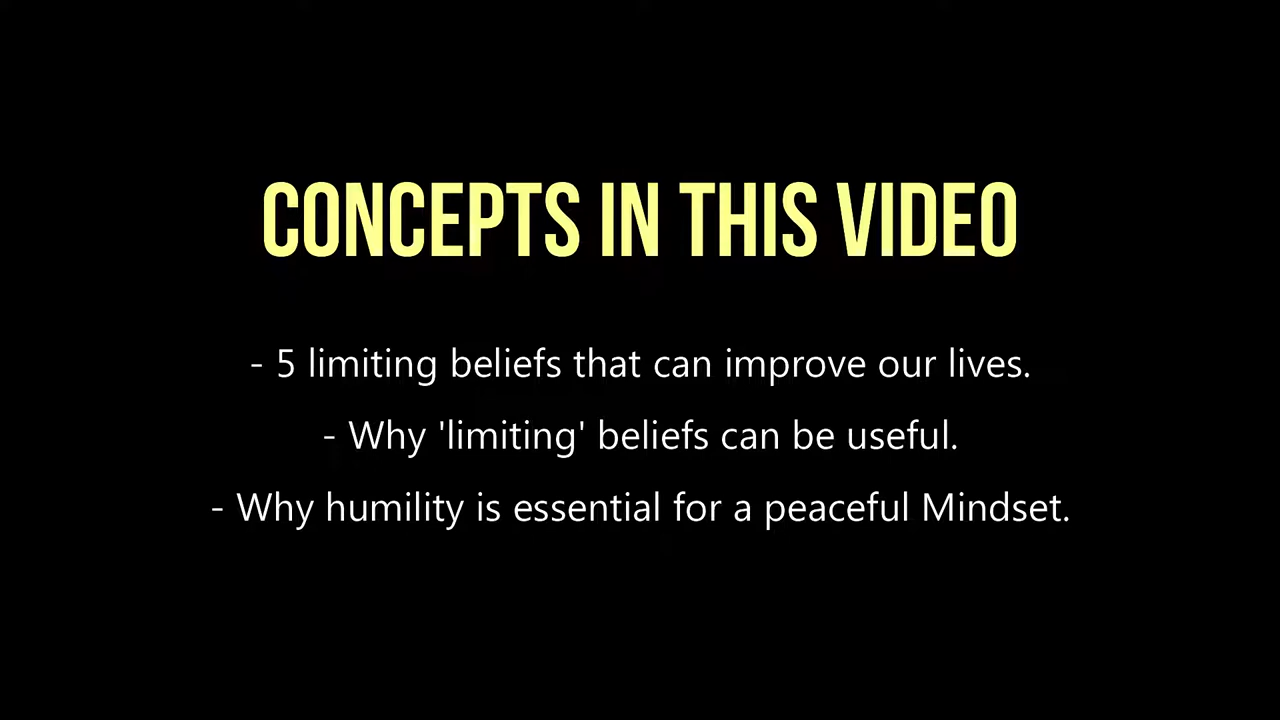 CONCEPTS IN THIS VIDEO
- 5 limiting beliefs that can improve our lives.
- Why 'limiting' beliefs can be useful.
- Why humility is essential for a peaceful Mindset.